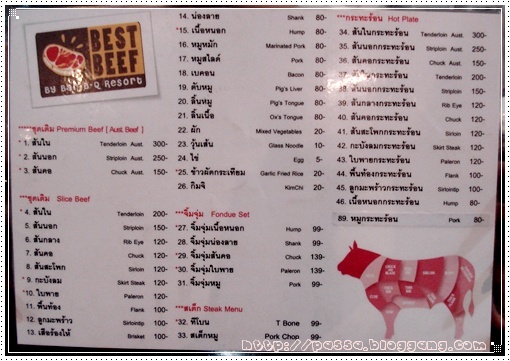 BEST
BEEF
By Bar-B-Q Resort
****ชุดเติม Premium Beef [ Aust. Beef ]
* 1. สันใน Tenderloin Aust. 300-
* 2. สันนอก Striploin Aust. 250-
* 3. สันคอ Chuck Aust. 150-
***ชุดเติม Slice Beef
* 4. สันใน Tenderloin 200-
5. สันนอก Striploin 150-
6. สันกลาง Rib Eye 120-
7. สันคอ Chuck 120-
8. สันสะโพก Sirloin 120-
* 9. กะบังลม Skirt Steak 120-
*10. ใบพาย Paleron 120-
11. พื้นท้อง Flank 100-
12. ลูกมะพร้าว Sirlointip 100-
13. เสือร้องไห้ Brisket 100-
14. น่องลาย Shank 80-
*15. เนื้อหนอก Hump 80-
16. หมูหมัก Marinated Pork 80-
17. หมูสไลด์ Pork 80-
18. เบคอน Bacon 80-
19. ตับหมู Pig's Liver 80-
20. ลิ้นหมู Pig's Tongue 80-
21. ลิ้นเนื้อ Ox's Tongue 80-
22. ผัก Mixed Vegetables 20-
23. วุ้นเส้น Glass Noodle 10-
24. ไข่ Egg 5-
*25. ข้าวผัดกระเทียม Garlic Fried Rice 20-
26. กิมจิ KimChi 20-
***จิ้มจุ่ม Fondue Set
*27. จิ้มจุ่มเนื้อหนอก Hump 99-
28. จิ้มจุ่มน่องลาย Shank 99-
*29. จิ้มจุ่มสันคอ Chuck 139-
*30. จิ้มจุ่มใบพาย Paleron 139-
*31. จิ้มจุ่มหมู Pork 99-
***สเต็ก Steak Menu
*32. ทีโบน T Bone 99-
33. สเต็กหมู Pork Chop 99-
***กระทะร้อน Hot Plate
34. สันในกระทะร้อน Tenderloin Aust. 300-
35. สันนอกกระทะร้อน Striploin Aust. 250-
36. สันคอกระทะร้อน Chuck Aust. 150-
37. สันในกระทะร้อน Tenderloin 200-
38. สันนอกกระทะร้อน Striploin 150-
39. สันกลางกระทะร้อน Rib Eye 120-
40. สันคอกระทะร้อน Chuck 120-
41. สันสะโพกกระทะร้อน Sirloin 120-
42. กะบังลมกระทะร้อน Skirt Steak 120-
43. ใบพายกระทะร้อน Paleron 120-
44. พื้นท้องกระทะร้อน Flank 100-
45. ลูกมะพร้าวกระทะร้อน Sirlointip 100-
46. เนื้อหนอกกระทะร้อน Hump 80-
89. หมูกระทะร้อน Pork 80-
http://passa.bloggang.com